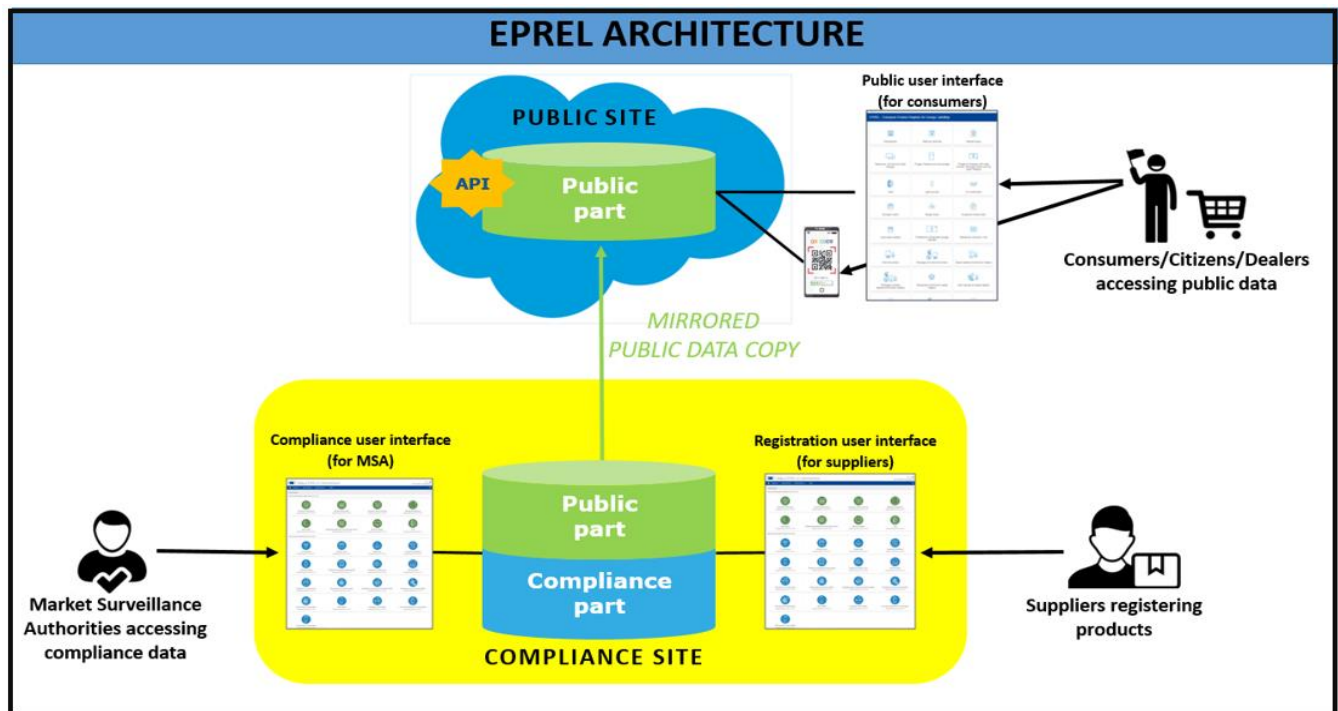 EPREL ARCHITECTURE
Public user interface
(for consumers)
PUBLIC SITE
API
Public
part
Consumers/Citizens/Dealers
accessing public data
MIRRORED
PUBLIC DATA COPY
Compliance user interface
(for MSA)
Registration user interface
(for suppliers)
Public
part
Compliance
part
Market Surveillance
Authorities accessing
compliance data
Suppliers registering
products
COMPLIANCE SITE